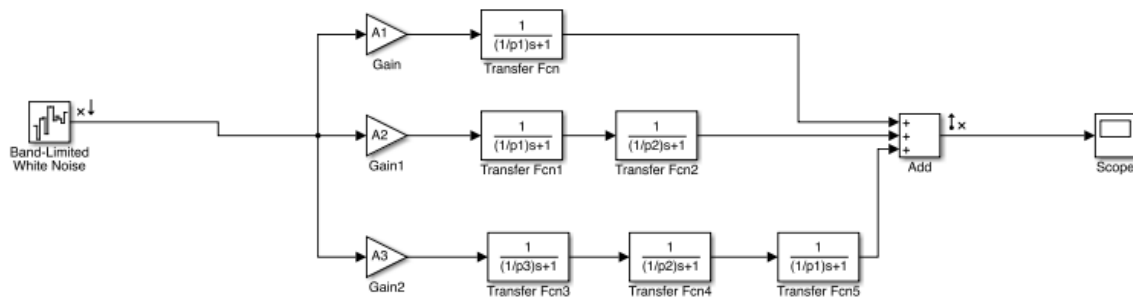 A1
Gain
1
(1/p1)s+1
Transfer Fcn
×
Band-Limited
White Noise
A2
Gain1
1
(1/p1)s+1
Transfer Fcn1
1
(1/p2)s+1
Transfer Fcn2
+
+
+
Add
×
Scope
A3
Gain2
1
(1/p3)s+1
Transfer Fcn3
1
(1/p2)s+1
Transfer Fcn4
1
(1/p1)s+1
Transfer Fcn5